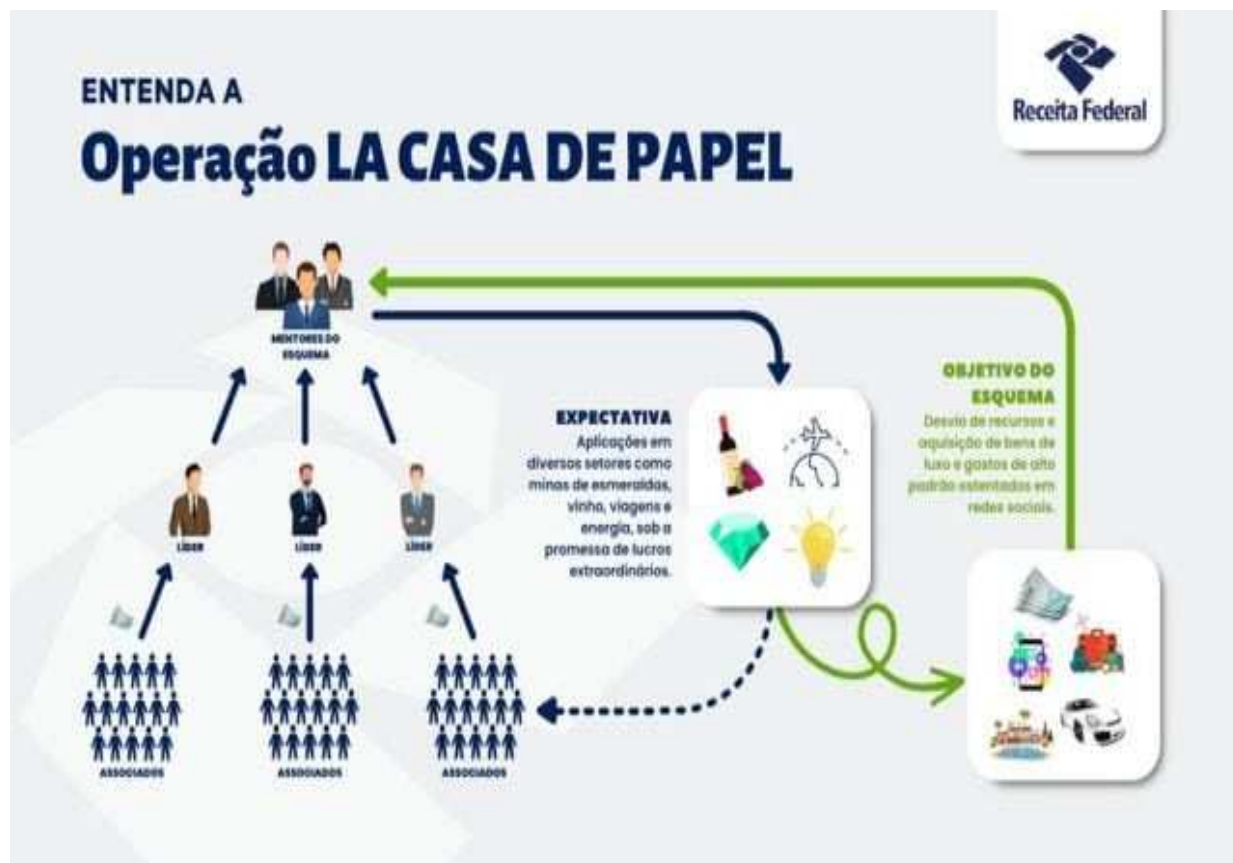 ENTENDA A
Operação LA CASA DE PAPEL
Receita Federal
MENTORES DO
ESQUEMA
LÍDER
LÍDER
LÍDER
ASSOCIADOS
ASSOCIADOS
ASSOCIADOS
EXPECTATIVA
Aplicações em
diversos setores como
minas de esmeraldas,
vinho, viagens e
energia, sob a
promessa de lucros
extraordinários.
OBJETIVO DO
ESQUEMA
Desvio de recursos e
aquisição de bens de
luxo e gastos de alto
padrão ostentados em
redes sociais.